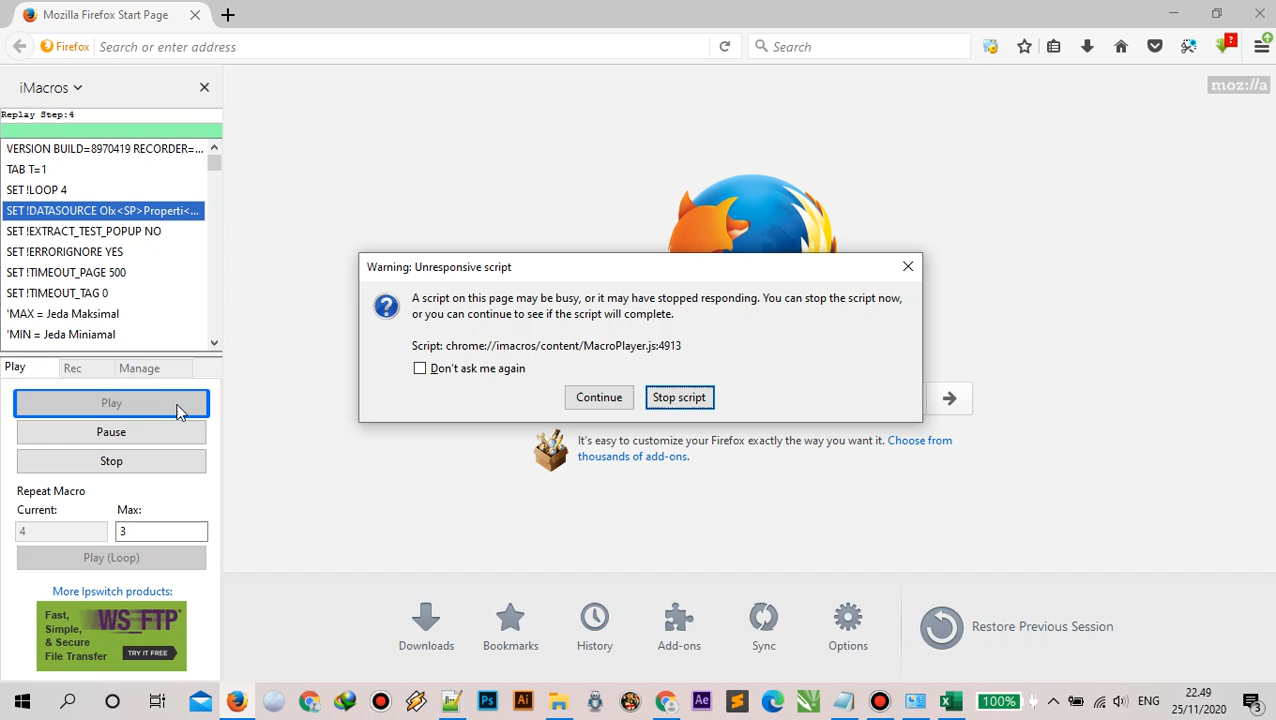 Mozilla Firefox Start Page
Firefox
Search or enter address
Search
?
iMacros
Replay Step:4
VERSION BUILD=8970419 RECORDER=...
TAB T=1
SET !LOOP 4
SET !DATASOURCE Olx<SP>Properti<...
SET !EXTRACT_TEST_POPUP NO
SET !ERRORIGNORE YES
SET !TIMEOUT_PAGE 500
SET !TIMEOUT_TAG 0
'MAX = Jeda Maksimal
'MIN = Jeda Miniamal
Play
Rec
Manage
Play
Pause
Stop
Repeat Macro
Current:
Max:
4
3
Play (Loop)
More Ipswitch products:
Fast,
Simple,
& Secure
File Transfer
WS_FTP
TRY IT FREE
moz://a
Warning: Unresponsive script
A script on this page may be busy, or it may have stopped responding. You can stop the script now,
or you can continue to see if the script will complete.
Script: chrome://imacros/content/MacroPlayer.js:4913
Don't ask me again
Continue
Stop script
It's easy to customize your Firefox exactly the way you want it. Choose from
thousands of add-ons.
Downloads
Bookmarks
History
Add-ons
Sync
Options
Restore Previous Session
Ps
Ai
Ae
100%
ENG
22.49
25/11/2020
3